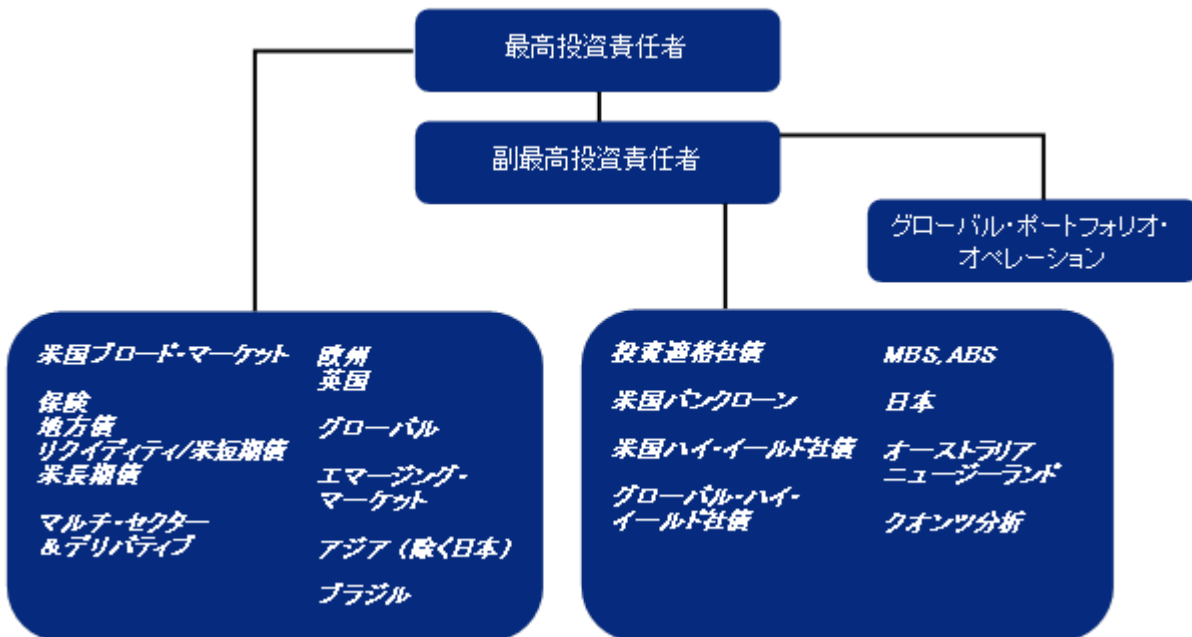 最高投資責任者
副最高投資責任者
グローバル・ポートフォリオ・
オペレーション
米国ブロード・マーケット
保険
地方債
リクイディティ/米短期債
米長期債
マルチ・セクター
&デリバティブ
欧州
英国
グローバル
エマージング・
マーケット
アジア (除く日本)
ブラジル
投資適格社債
米国バンクローン
米国ハイ・イールド社債
グローバル・ハイ・
イールド社債
MBS, ABS
日本
オーストラリア
ニュージーランド
クオンツ分析